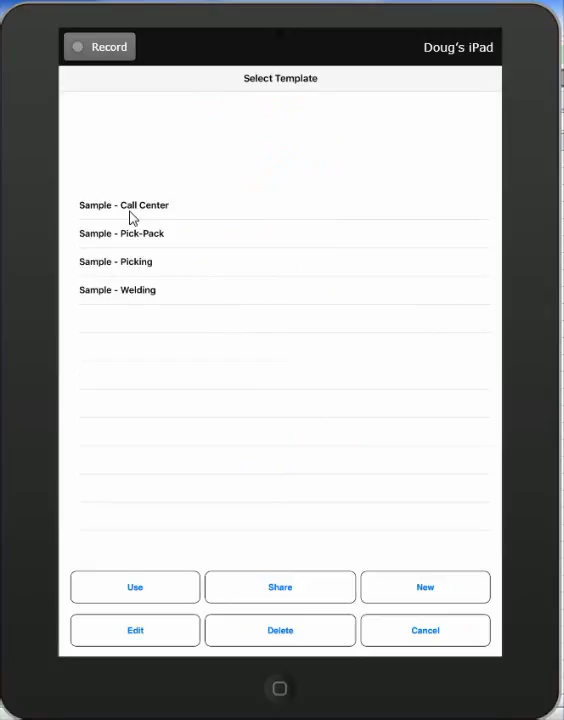 Record
Doug's iPad
Select Template
Sample - Call Center
Sample - Pick-Pack
Sample - Picking
Sample - Welding
Use
Share
New
Edit
Delete
Cancel